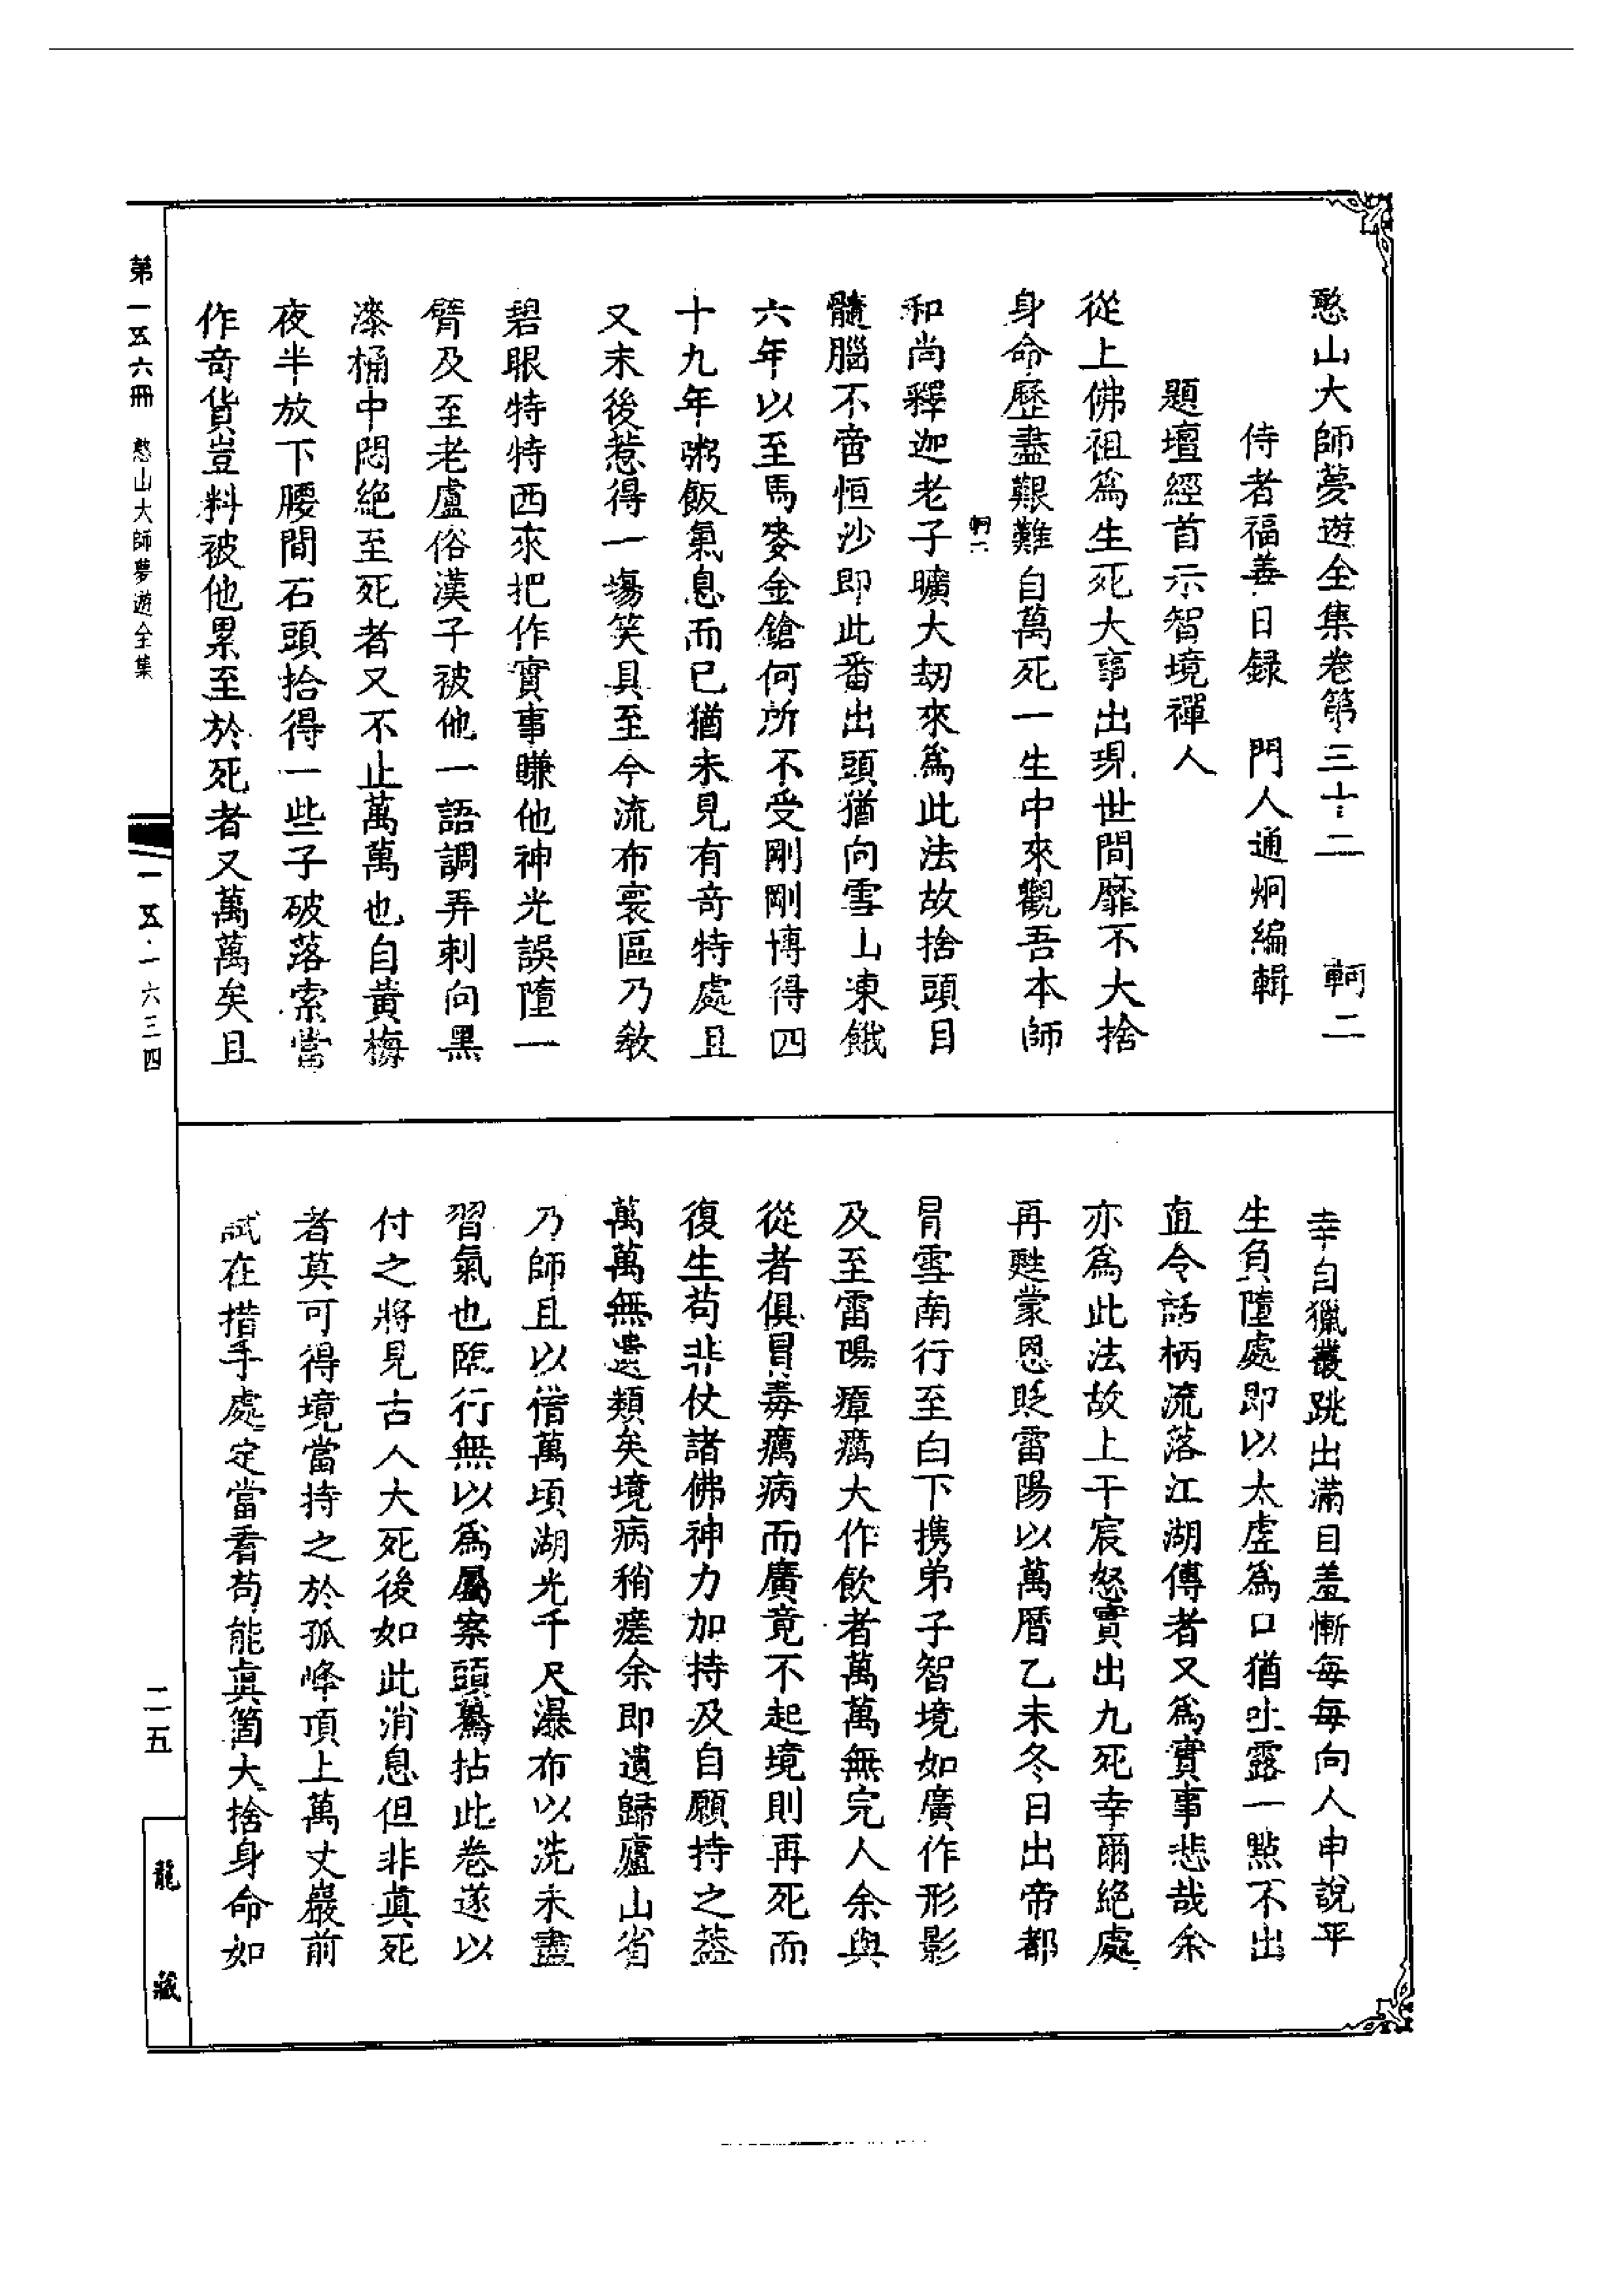 憨山大師夢遊全集卷第三十二　軻二
侍者福善日録　門人通炯編輯
題壇經首示智境禪人
從上佛祖為生死大事出現世間靡不大捨
身命歷盡艱難自萬死一生中來觀吾本師
軻二
和尚釋迦老子曠大劫來為此法故捨頭目
髓腦不啻恒沙即此番出頭猶向雪山凍餓
六年以至馬麥金鎗何所不受剛剛博得四
十九年粥飯氣息而已猶未見有奇特處且
又末後惹得一場笑具至今流布寰區乃教
碧眼特特西來把作實事賺他神光誤墮一
臂及至老盧俗漢子被他一語調弄刺向黑
漆桶中悶絕至死者又不止萬萬也自黃梅
夜半放下腰間石頭拾得一些子破落索當
作奇貨豈料被他累至於死者又萬萬矣且
幸自獵叢跳出滿目羞慚每每向人申說平
生負墮處即以太虛為口猶吐露一點不出
直令話柄流落江湖傳者又為實事悲哉余
亦為此法故上干宸怒實出九死幸爾絕處
再甦蒙恩貶雷陽以萬曆乙未冬日出帝都
冐雪南行至白下携弟子智境如廣作形影
及至雷陽瘴癘大作飲者萬萬無完人余與
從者俱冒毒癘病而廣竟不起境則再死而
復生苟非仗諸佛神力加持及自願持之葢
萬萬無遺類矣境病稍瘥余即遺歸廬山省
乃師且以借萬頃湖光千尺瀑布以洗未盡
習氣也臨行無以為屬案頭驀拈此卷遂以
付之將見古人大死後如此消息但非真死
者莫可得境當持之於孤峰頂上萬丈巖前
試在措手處定當看苟能真箇大捨身命如
第一五六冊　憨山大師夢遊全集
一五·一六三四
二五
龍藏